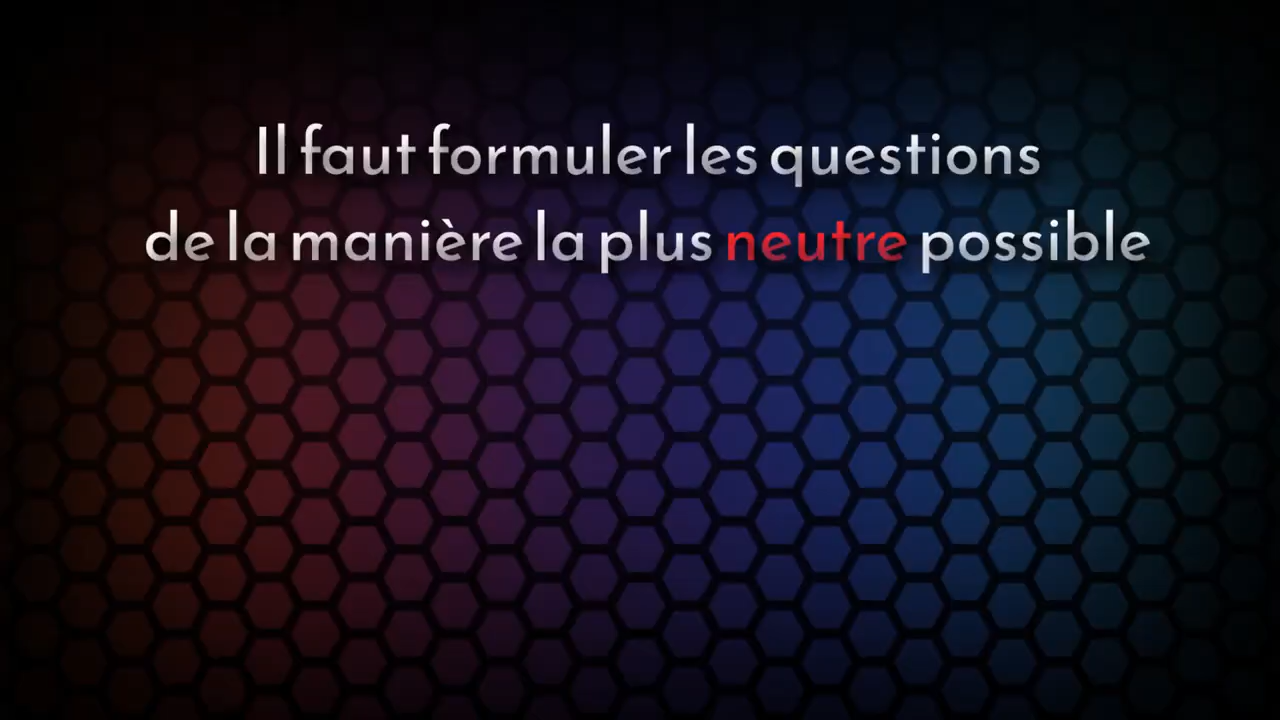 Il faut formuler les questions
de la manière la plus neutre possible